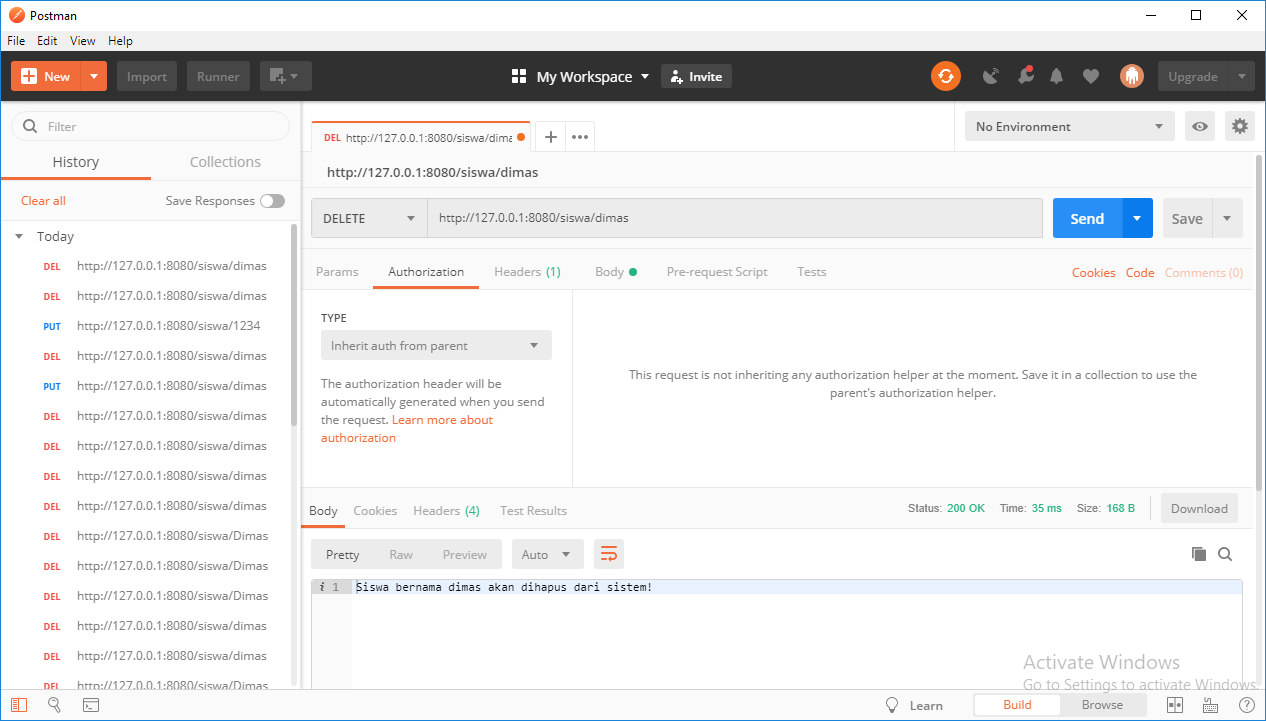 Postman
File Edit View Help
New Import Runner My Workspace Invite Upgrade
Filter
History Collections
Clear all Save Responses
Today
DEL http://127.0.0.1:8080/siswa/dimas
DEL http://127.0.0.1:8080/siswa/dimas
PUT http://127.0.0.1:8080/siswa/1234
DEL http://127.0.0.1:8080/siswa/dimas
PUT http://127.0.0.1:8080/siswa/dimas
DEL http://127.0.0.1:8080/siswa/dimas
DEL http://127.0.0.1:8080/siswa/dimas
DEL http://127.0.0.1:8080/siswa/dimas
DEL http://127.0.0.1:8080/siswa/dimas
DEL http://127.0.0.1:8080/siswa/Dimas
DEL http://127.0.0.1:8080/siswa/Dimas
DEL http://127.0.0.1:8080/siswa/Dimas
DEL http://127.0.0.1:8080/siswa/dimas
DEL http://127.0.0.1:8080/siswa/dimas
DEL http://127.0.0.1:8080/siswa/Dimas
DEL http://127.0.0.1:8080/siswa/dima
No Environment
http://127.0.0.1:8080/siswa/dimas
DELETE http://127.0.0.1:8080/siswa/dimas Send Save
Params Authorization Headers (1) Body Pre-request Script Tests Cookies Code Comments (0)
TYPE
Inherit auth from parent
The authorization header will be
automatically generated when you send
the request. Learn more about
authorization
This request is not inheriting any authorization helper at the moment. Save it in a collection to use the
parent's authorization helper.
Body Cookies Headers (4) Test Results Status: 200 OK Time: 35 ms Size: 168 B Download
Pretty Raw Preview Auto
i 1 Siswa bernama dimas akan dihapus dari sistem!
Activate Windows
Go to Settings to activate Windows.
Learn Build Browse